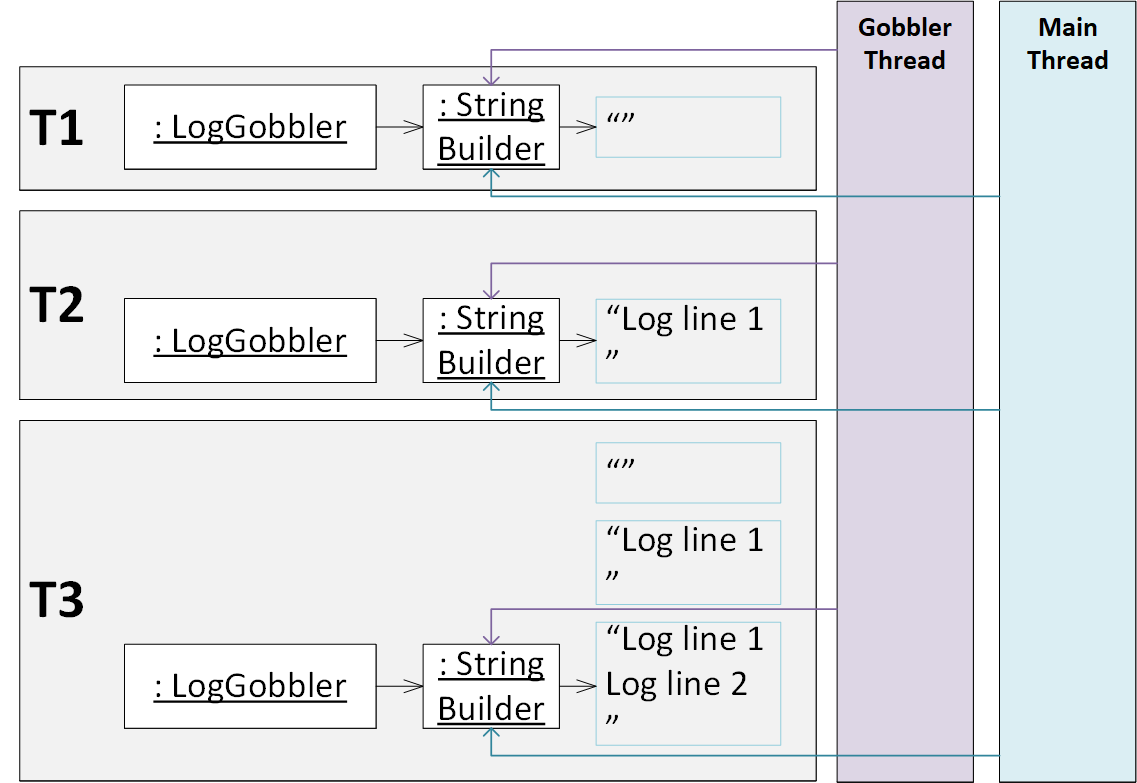 Gobbler
Thread
Main
Thread
T1
: LogGobbler
: String
Builder
“”
T2
: LogGobbler
: String
Builder
“Log line 1
”
T3
“”
“Log line 1
”
: LogGobbler
: String
Builder
“Log line 1
Log line 2
”